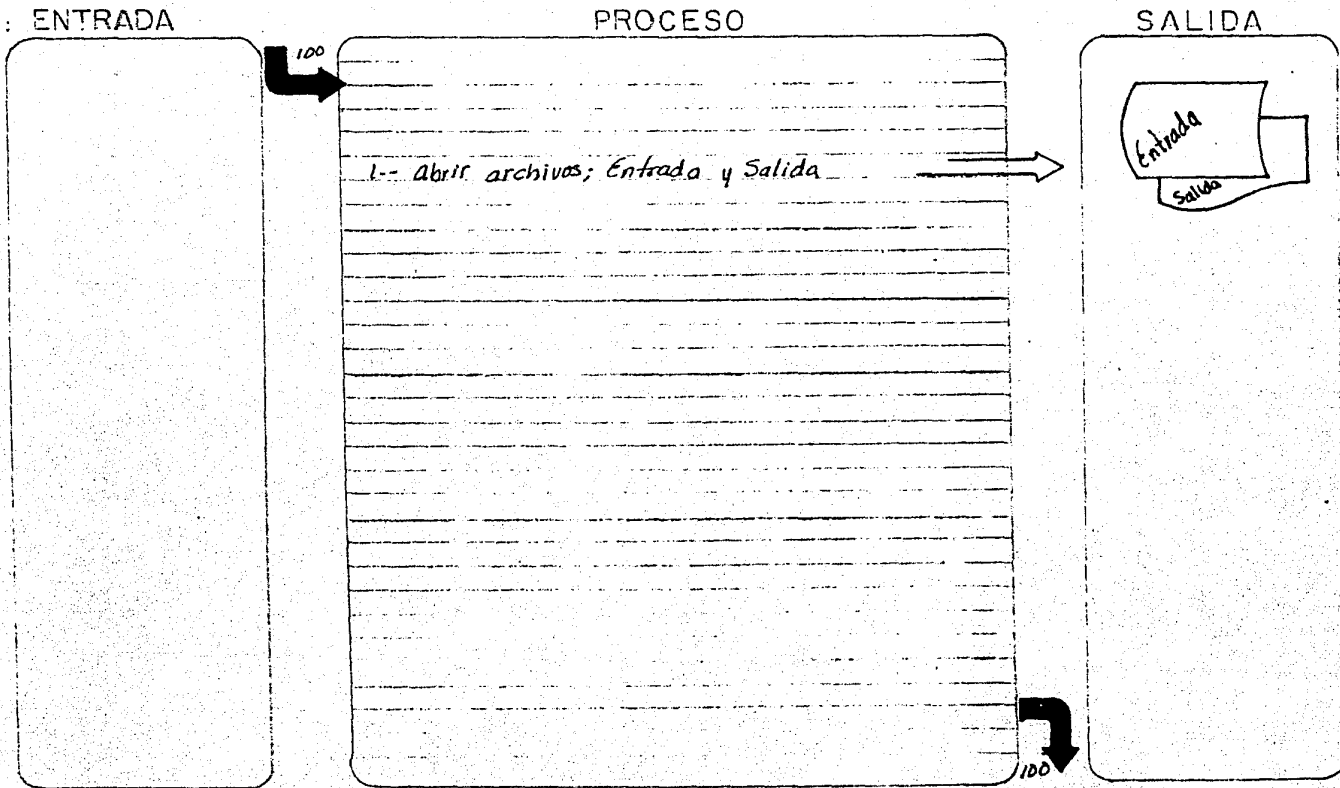 : ENTRADA PROCESO SALIDA
100
1-- Abrir archivos; Entrada y Salida
Entrada
Salida
100